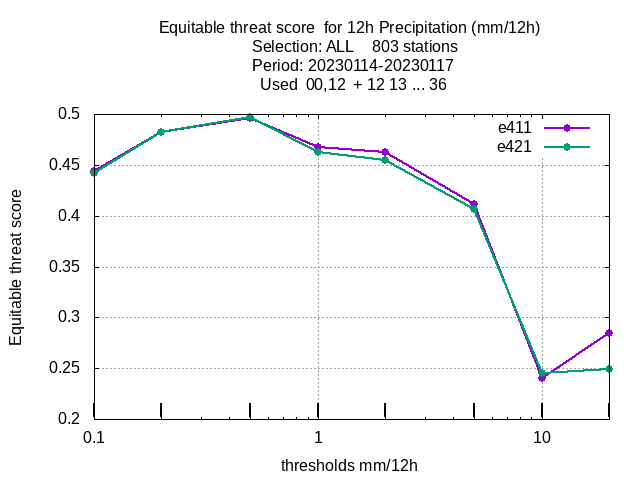 Equitable threat score  for 12h Precipitation (mm/12h)
Selection: ALL    803 stations
Period: 20230114-20230117
Used  00,12  + 12 13 ... 36
e411
e421
0.5
0.45
0.4
0.35
0.3
0.25
0.2
Equitable threat score
0.1
1
10
thresholds mm/12h